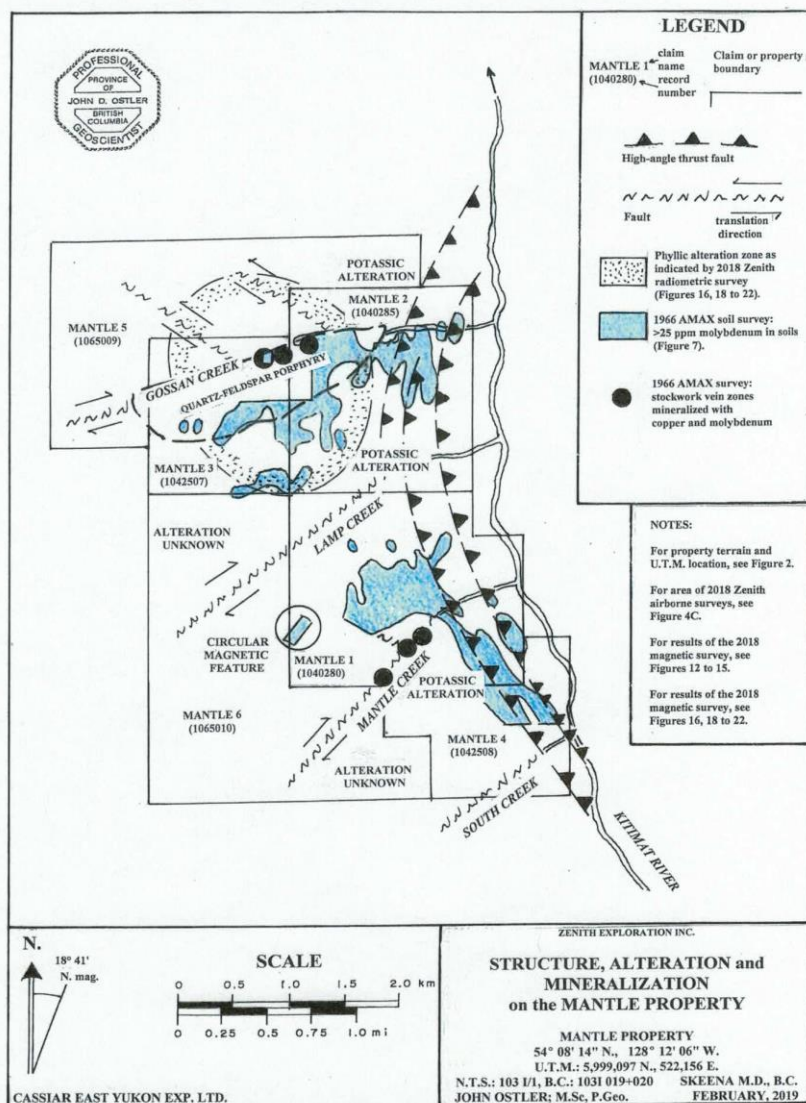 PROFESSIONAL
PROVINCE
OF
JOHN D. OSTLER
BRITISH
COLUMBIA
GEOSCIENTIST
LEGEND
MANTLE 1
(1040280)
claim
name
record
number
Claim or property
boundary
High-angle thrust fault
Fault
translation
direction
Phyllic alteration zone as
indicated by 2018 Zenith
radiometric survey
(Figures 16, 18 to 22).
1966 AMAX soil survey:
>25 ppm molybdenum in soils
(Figure 7).
1966 AMAX survey:
stockwork vein zones
mineralized with
copper and molybdenum
NOTES:
For property terrain and
U.T.M. location, see Figure 2.
For area of 2018 Zenith
airborne surveys, see
Figure 4C.
For results of the 2018
magnetic survey, see
Figures 12 to 15.
For results of the 2018
magnetic survey, see
Figures 16, 18 to 22.
POTASSIC
ALTERATION
MANTLE 2
(1040285)
MANTLE 5
(1065009)
GOSSAN CREEK
QUARTZ-FELDSPAR PORPHYRY
MANTLE 3
(1042507)
POTASSIC
ALTERATION
ALTERATION
UNKNOWN
LAMP CREEK
CIRCULAR
MAGNETIC
FEATURE
MANTLE 1
(1040280)
MANTLE CREEK
POTASSIC
ALTERATION
MANTLE 6
(1065010)
MANTLE 4
(1042508)
ALTERATION
UNKNOWN
SOUTH CREEK
KITIMAT RIVER
N.
18° 41'
N. mag.
SCALE
0 0.5 1.0 2.0 km
0 0.25 0.5 0.75 1.0 mi
CASSIAR EAST YUKON EXP. LTD.
ZENITH EXPLORATION INC.
STRUCTURE, ALTERATION and
MINERALIZATION
on the MANTLE PROPERTY
MANTLE PROPERTY
54° 08' 14" N., 128° 12' 06" W.
U.T.M.: 5,999,097 N., 522,156 E.
N.T.S.: 103 I/1, B.C.: 103I 019+020 SKEENA M.D., B.C.
JOHN OSTLER; M.Sc, P.Geo. FEBRUARY, 2019